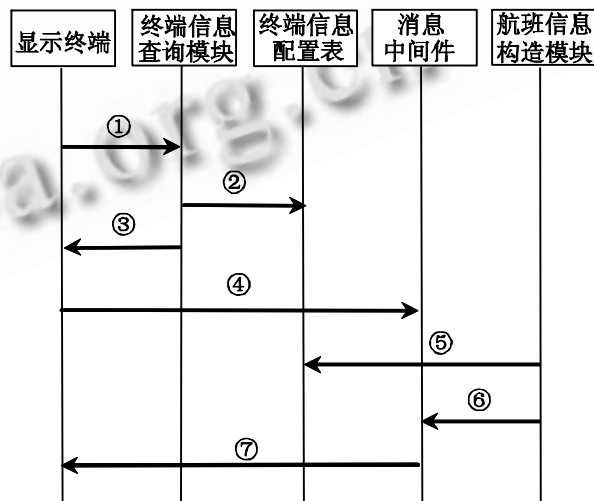 显示终端
终端信息
查询模块
终端信息
配置表
消息
中间件
航班信息
构造模块
①
②
③
④
⑤
⑥
⑦
a.org.cn